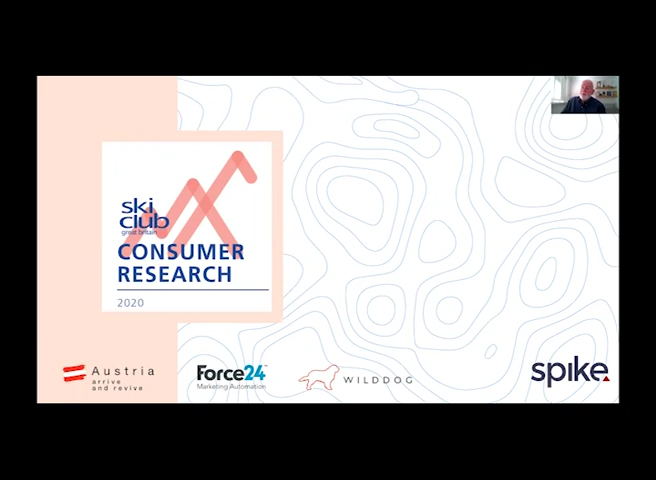 ski
club
great britain
CONSUMER
RESEARCH
2020
Austria
arrive
and revive
Force24
Marketing Automation
WILDDOG
spike